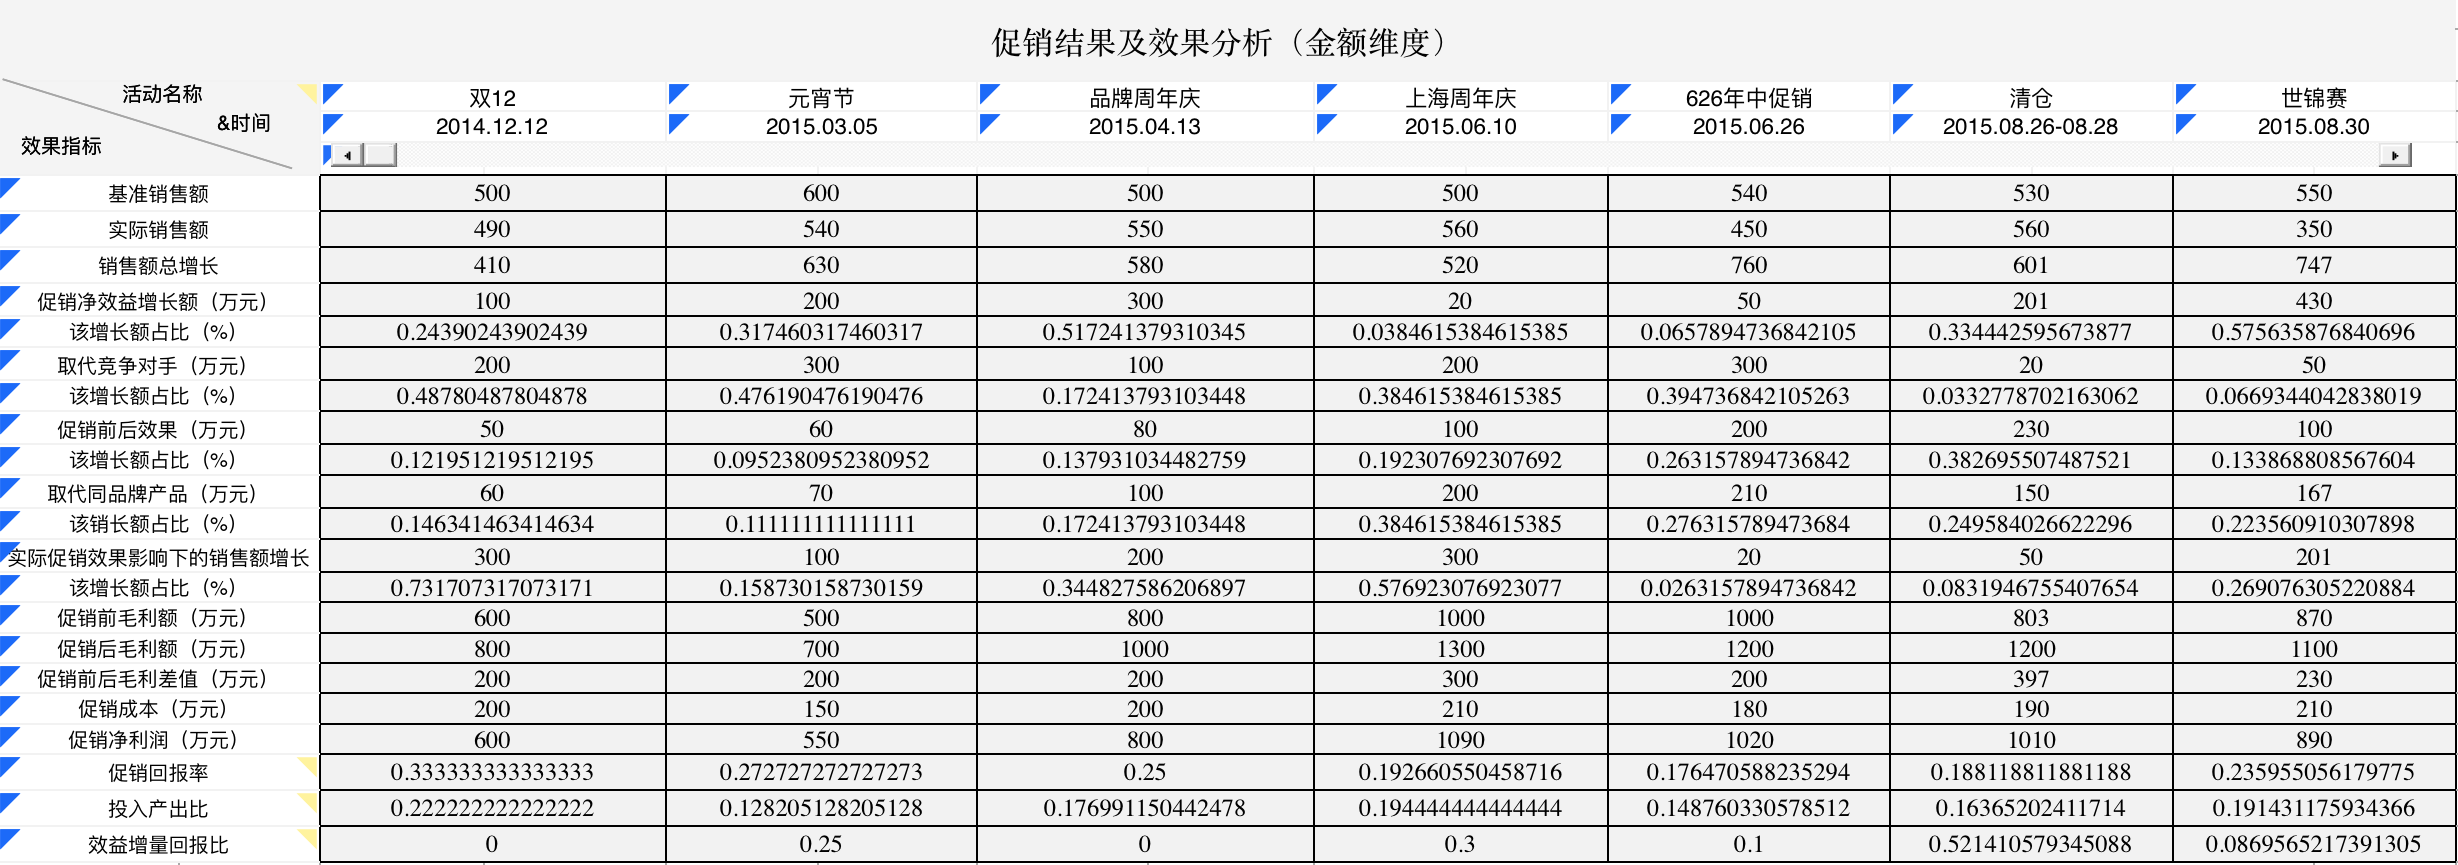 促销结果及效果分析（金额维度）
活动名称 双12 元宵节 品牌周年庆 上海周年庆 626年中促销 清仓 世锦赛
&时间 2014.12.12 2015.03.05 2015.04.13 2015.06.10 2015.06.26 2015.08.26-08.28 2015.08.30
效果指标
基准销售额 500 600 500 500 540 530 550
实际销售额 490 540 550 560 450 560 350
销售额总增长 410 630 580 520 760 601 747
促销净效益增长额（万元） 100 200 300 20 50 201 430
该增长额占比（%） 0.24390243902439 0.317460317460317 0.517241379310345 0.0384615384615385 0.0657894736842105 0.334442595673877 0.575635876840696
取代竞争对手（万元） 200 300 100 200 300 20 50
该增长额占比（%） 0.48780487804878 0.476190476190476 0.172413793103448 0.384615384615385 0.394736842105263 0.0332778702163062 0.0669344042838019
促销前后效果（万元） 50 60 80 100 200 230 100
该增长额占比（%） 0.121951219512195 0.0952380952380952 0.137931034482759 0.192307692307692 0.263157894736842 0.382695507487521 0.133868808567604
取代同品牌产品（万元） 60 70 100 200 210 150 167
该销长额占比（%） 0.146341463414634 0.111111111111111 0.172413793103448 0.384615384615385 0.276315789473684 0.249584026622296 0.223560910307898
实际促销效果影响下的销售额增长 300 100 200 300 20 50 201
该增长额占比（%） 0.731707317073171 0.158730158730159 0.344827586206897 0.576923076923077 0.0263157894736842 0.0831946755407654 0.269076305220884
促销前毛利额（万元） 600 500 800 1000 1000 803 870
促销后毛利额（万元） 800 700 1000 1300 1200 1200 1100
促销前后毛利差值（万元） 200 200 200 300 200 397 230
促销成本（万元） 200 150 200 210 180 190 210
促销净利润（万元） 600 550 800 1090 1020 1010 890
促销回报率 0.333333333333333 0.272727272727273 0.25 0.192660550458716 0.176470588235294 0.188118811881188 0.235955056179775
投入产出比 0.222222222222222 0.128205128205128 0.176991150442478 0.194444444444444 0.148760330578512 0.16365202411714 0.191431175934366
效益增量回报比 0 0.25 0 0.3 0.1 0.521410579345088 0.0869565217391305